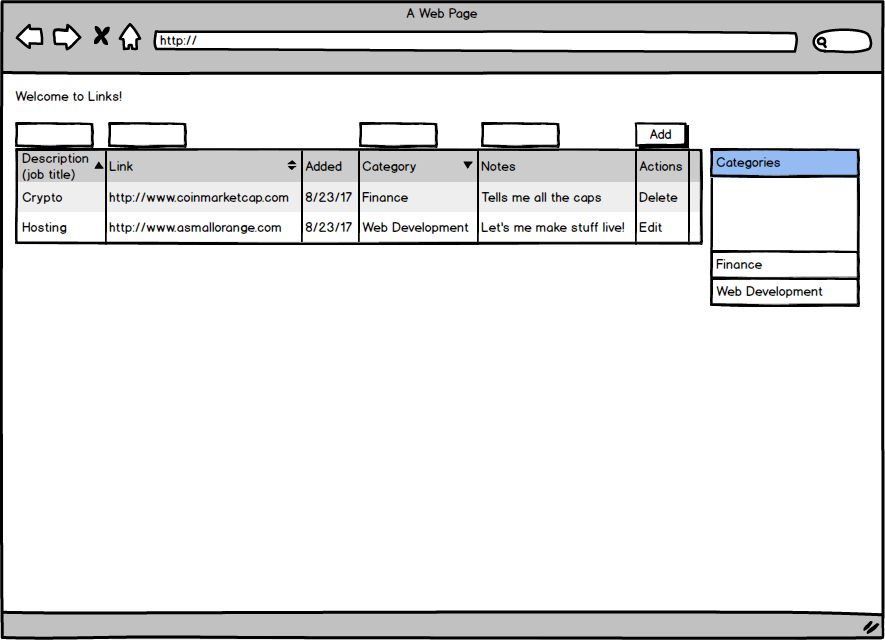 A Web Page
http://
Welcome to Links!
Add
Description (job title) Link Added Category Notes Actions
Crypto http://www.coinmarketcap.com 8/23/17 Finance Tells me all the caps Delete
Hosting http://www.asmallorange.com 8/23/17 Web Development Let's me make stuff live! Edit
Categories
Finance
Web Development